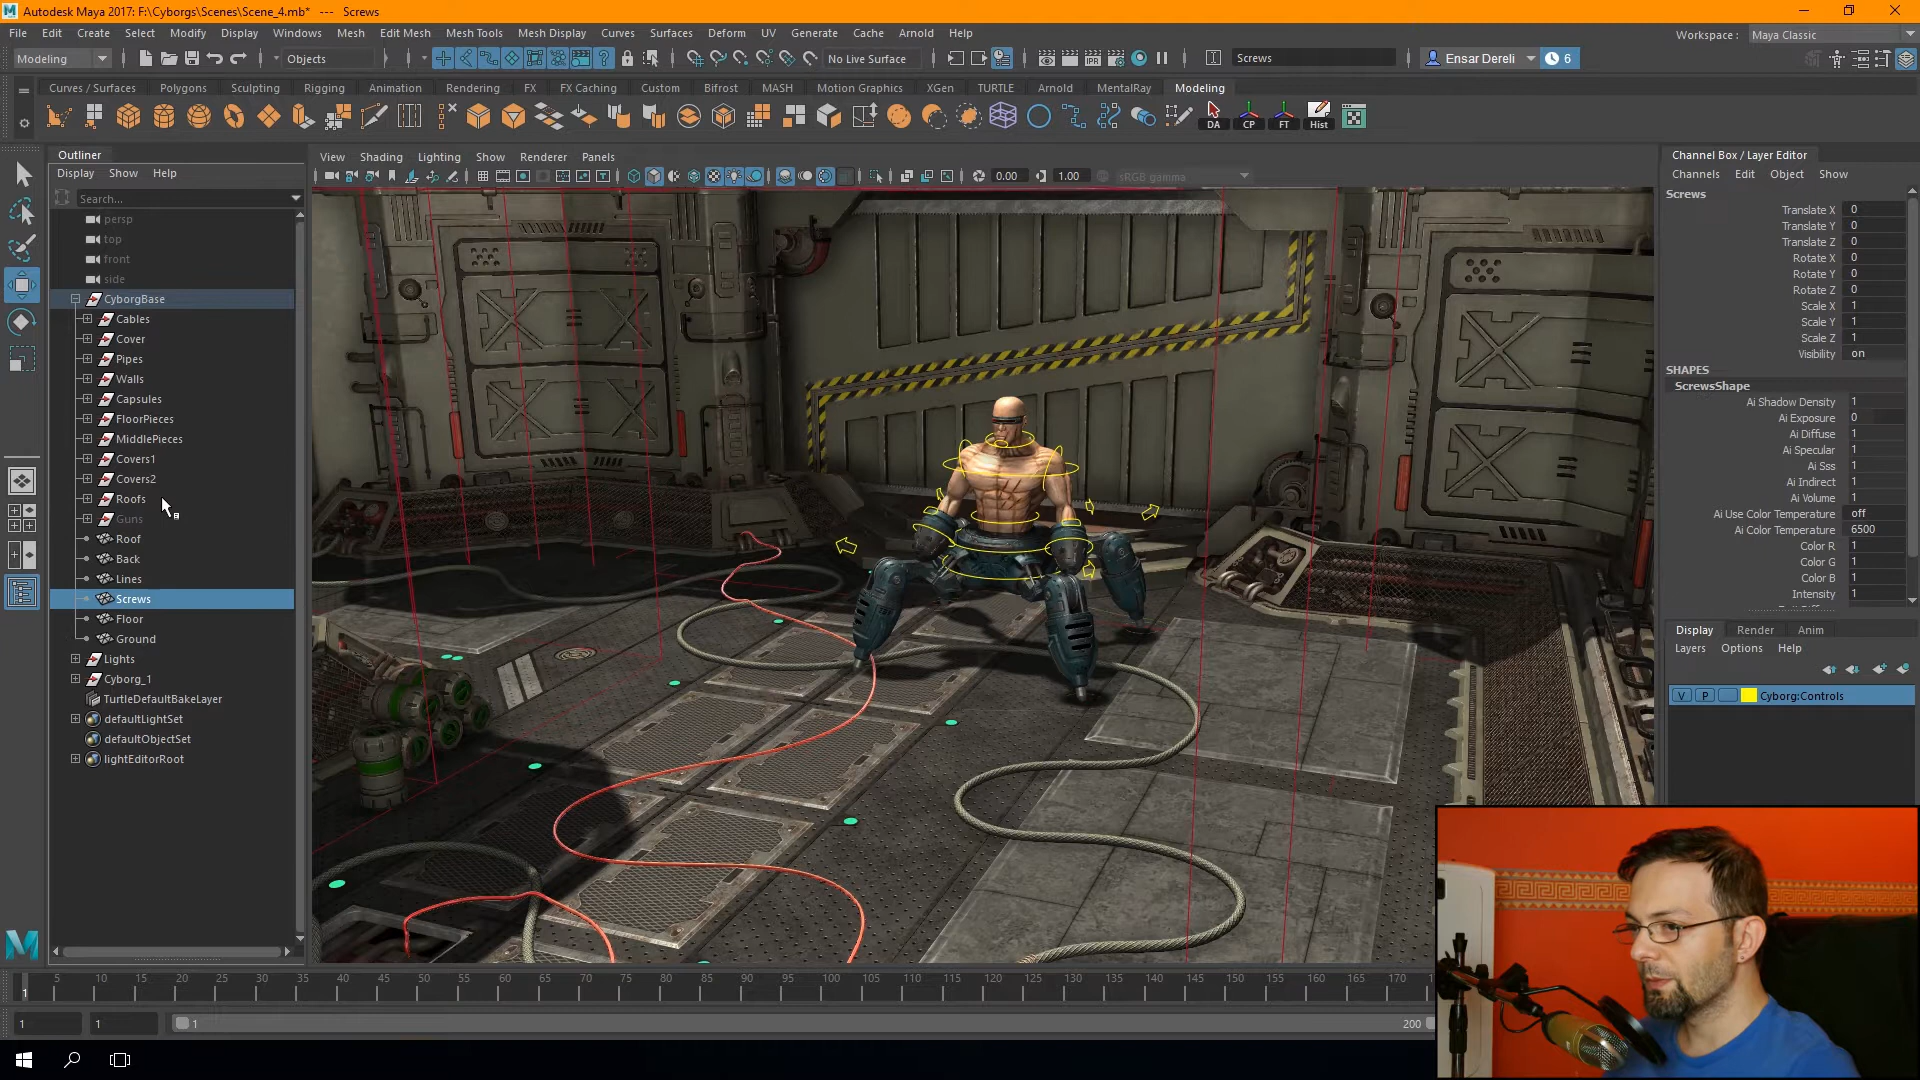 Autodesk Maya 2017: F:\Cyborgs\Scenes\Scene_4.mb*   ---   Screws
File Edit Create Select Modify Display Windows Mesh Edit Mesh Mesh Tools Mesh Display Curves Surfaces Deform UV Generate Cache Arnold Help
Workspace : Maya Classic
Modeling Objects No Live Surface Screws Ensar Dereli 6
Curves / Surfaces Polygons Sculpting Rigging Animation Rendering FX FX Caching Custom Bifrost MASH Motion Graphics XGen TURTLE Arnold MentalRay Modeling
DA CP FT Hist
Outliner
Display Show Help
Search...
persp
top
front
side
CyborgBase
Cables
Cover
Pipes
Walls
Capsules
FloorPieces
MiddlePieces
Covers1
Covers2
Roofs
Guns
Roof
Back
Lines
Screws
Floor
Ground
Lights
Cyborg_1
TurtleDefaultBakeLayer
defaultLightSet
defaultObjectSet
lightEditorRoot
View Shading Lighting Show Renderer Panels
0.00 1.00 sRGB gamma
Channel Box / Layer Editor
Channels Edit Object Show
Screws
Translate X 0
Translate Y 0
Translate Z 0
Rotate X 0
Rotate Y 0
Rotate Z 0
Scale X 1
Scale Y 1
Scale Z 1
Visibility on
SHAPES
ScrewsShape
Ai Shadow Density 1
Ai Exposure 0
Ai Diffuse 1
Ai Specular 1
Ai Sss 1
Ai Indirect 1
Ai Volume 1
Ai Use Color Temperature off
Ai Color Temperature 6500
Color R 1
Color G 1
Color B 1
Intensity 1
Display Render Anim
Layers Options Help
V P Cyborg:Controls
1 5 10 15 20 25 30 35 40 45 50 55 60 65 70 75 80 85 90 95 100 105 110 115 120 125 130 135 140 145 150 155 160 165 170
1 1 1 200